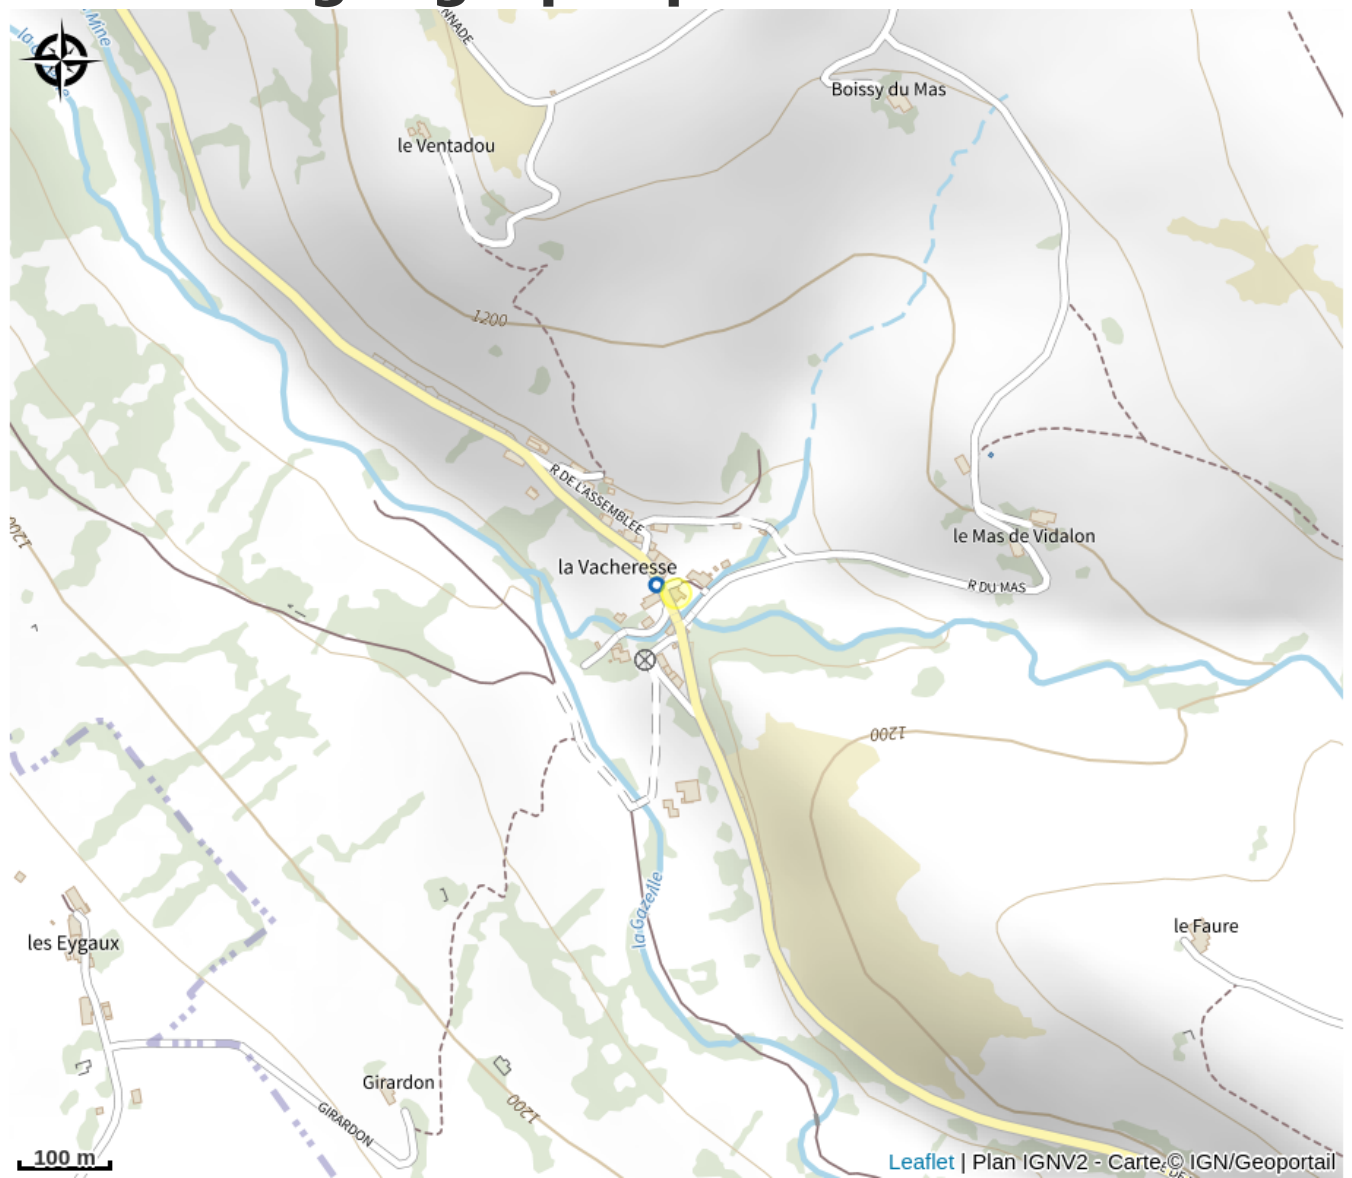 Mine
le Ventadou
Boissy du Mas
1200
R DE L'ASSEMBLEE
1200
la Vacheresse
le Mas de Vidalon
R DU MAS
1200
la Gazeille
les Eygaux
le Faure
Girardon
GIRARDON
1200
100 m
Leaflet | Plan IGNV2 - Carte © IGN/Geoportail